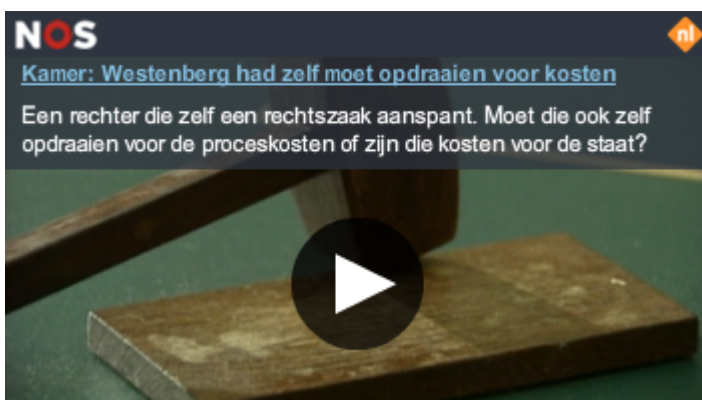 NOS
nl
Kamer: Westenberg had zelf moet opdraaien voor kosten
Een rechter die zelf een rechtszaak aanspant. Moet die ook zelf
opdraaien voor de proceskosten of zijn die kosten voor de staat?